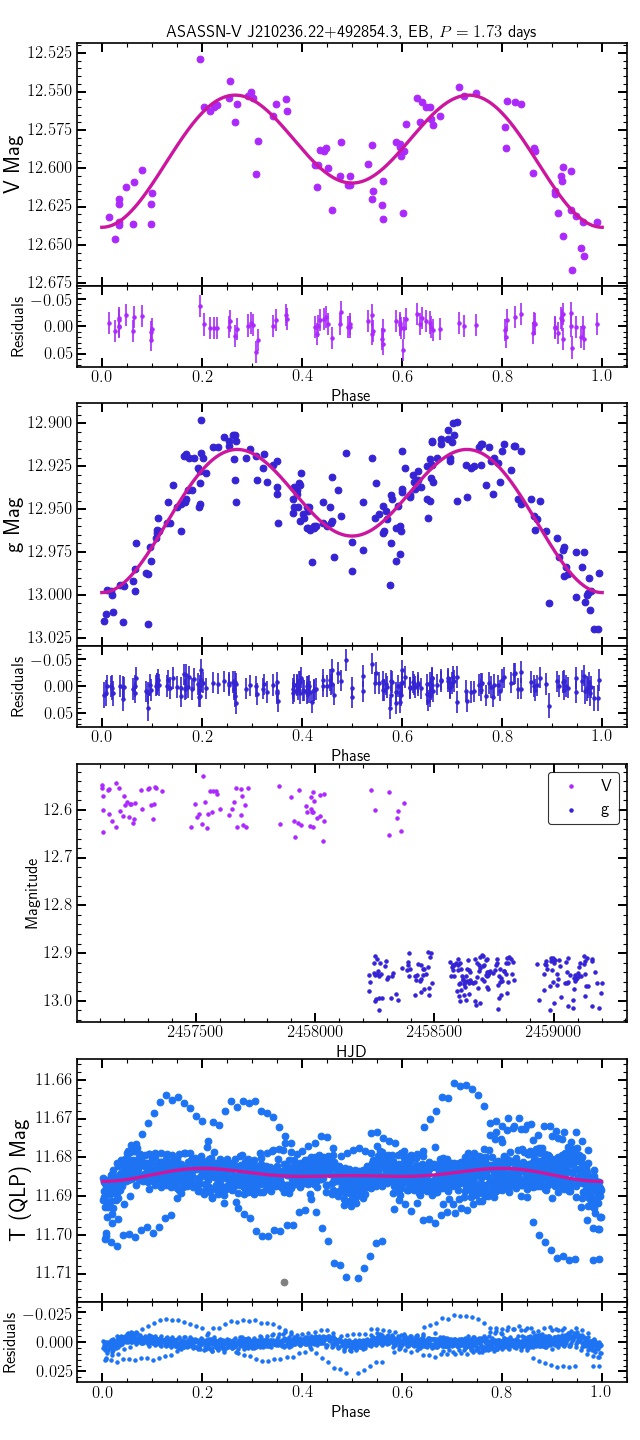 ASASSN-V J210236.22+492854.3, EB, P = 1.73 days
12.525
12.550
12.575
12.600
12.625
12.650
12.675
V Mag
−0.05
0.00
0.05
Residuals
0.0 0.2 0.4 0.6 0.8 1.0
Phase
12.900
12.925
12.950
12.975
13.000
13.025
g Mag
−0.05
0.00
0.05
Residuals
0.0 0.2 0.4 0.6 0.8 1.0
Phase
V
g
12.6
12.7
12.8
12.9
13.0
Magnitude
2457500 2458000 2458500 2459000
HJD
11.66
11.67
11.68
11.69
11.70
11.71
T (QLP) Mag
−0.025
0.000
0.025
Residuals
0.0 0.2 0.4 0.6 0.8 1.0
Phase